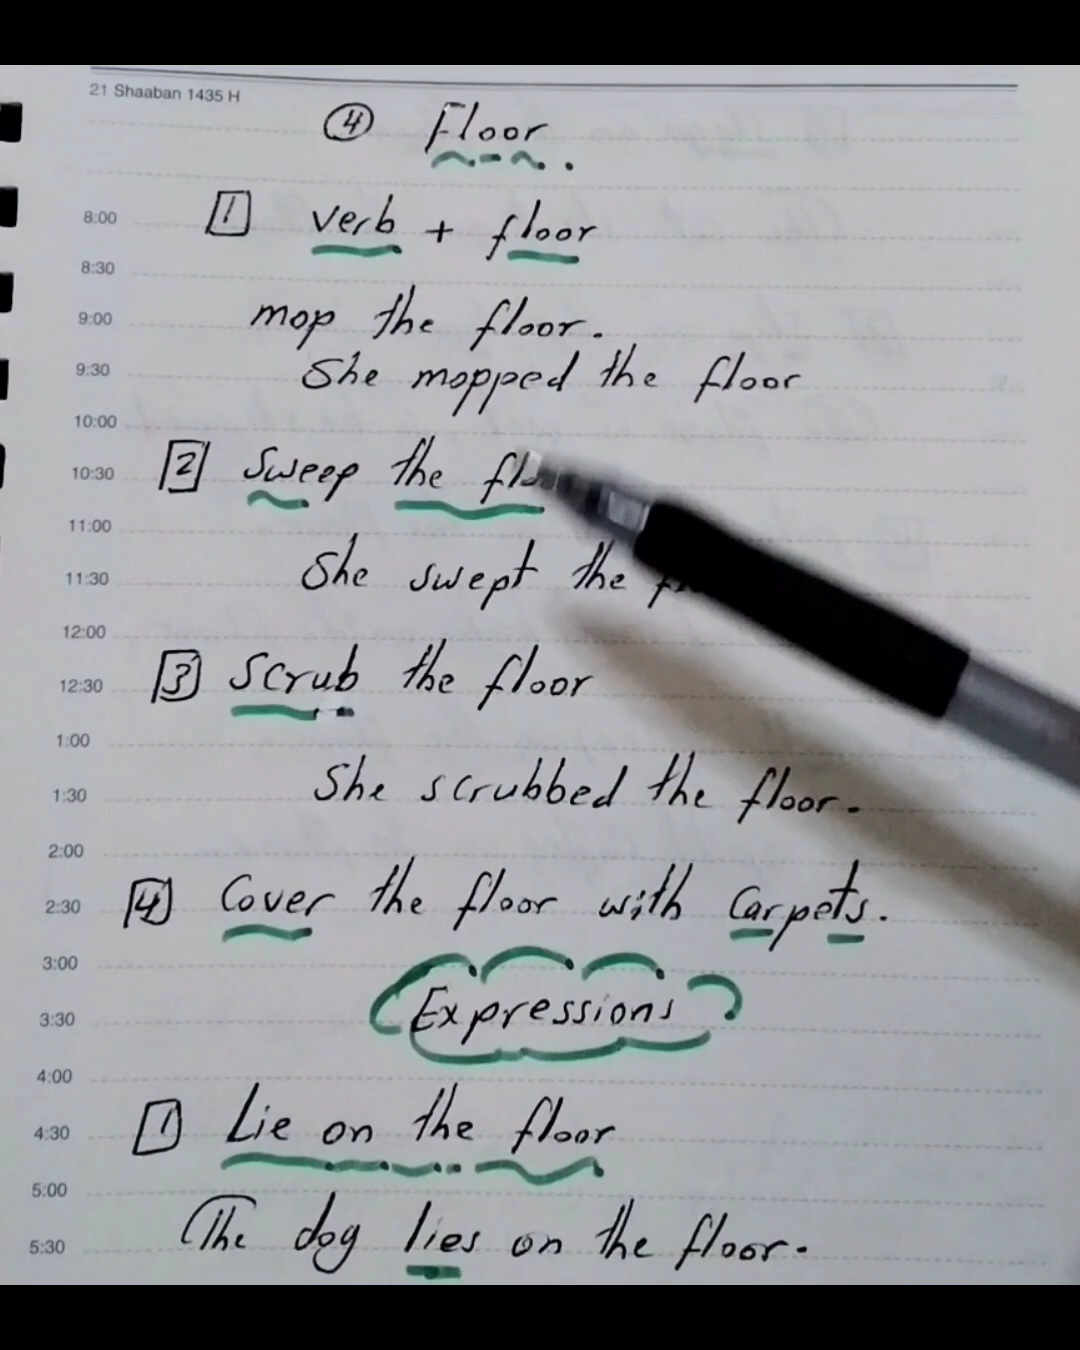 21 Shaaban 1435 H
④ Floor
1 verb + floor
8:00
8:30
mop the floor.
9:00
She mopped the floor
9:30
10:00
2 Sweep the
10:30
11:00
She swept the
11:30
12:00
3 Scrub the floor
12:30
1:00
She scrubbed the floor.
1:30
2:00
4 Cover the floor with Carpets.
2:30
3:00
Expressions
3:30
4:00
1 Lie on the floor
4:30
5:00
The dog lies on the floor.
5:30